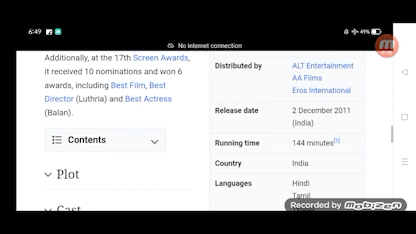 6:49
49%
No internet connection
Additionally, at the 17th Screen Awards,
it received 10 nominations and won 6
awards, including Best Film, Best
Director (Luthria) and Best Actress
(Balan).
Contents
Plot
Cast
Distributed by
ALT Entertainment
AA Films
Eros International
Release date
2 December 2011
(India)
Running time
144 minutes[1]
Country
India
Languages
Hindi
Tamil
Recorded by mobizen